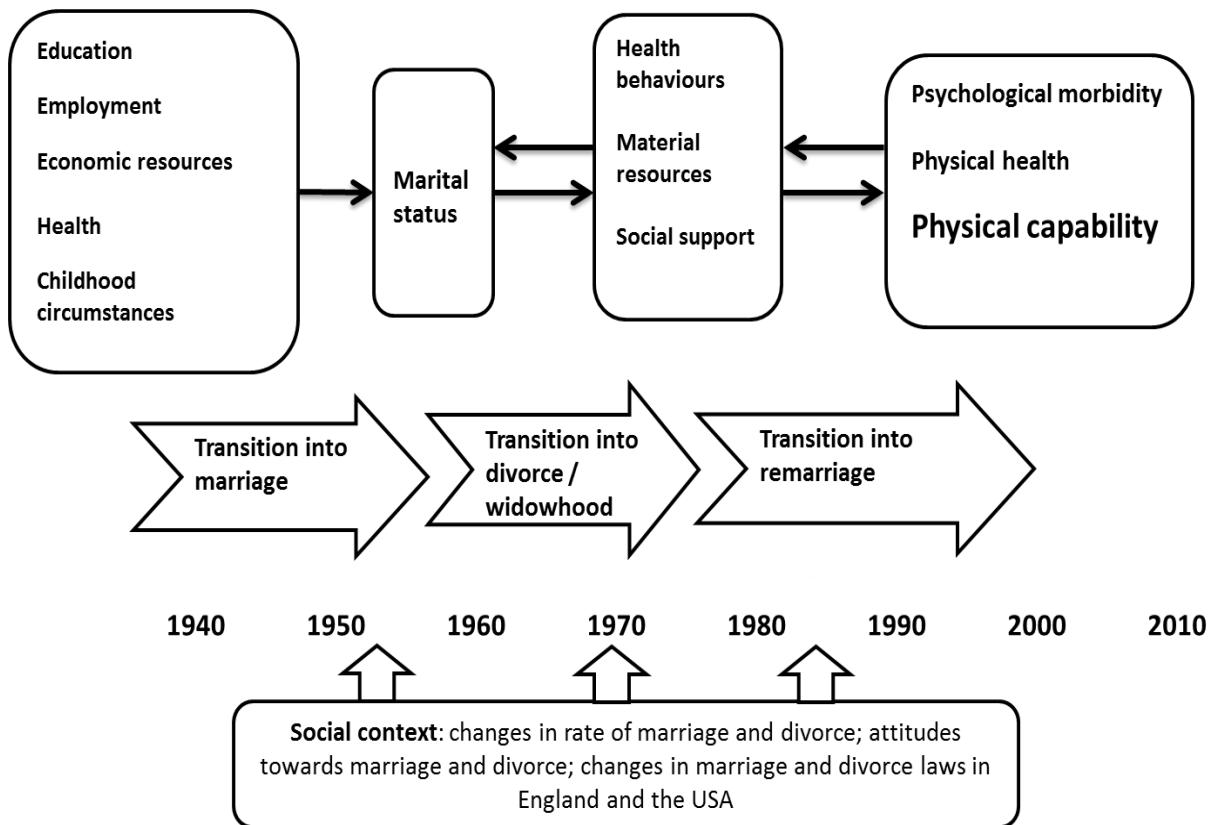 Education
Employment
Economic resources
Health
Childhood
circumstances
Marital
status
Health
behaviours
Material
resources
Social support
Psychological morbidity
Physical health
Physical capability
Transition into
marriage
Transition into
divorce /
widowhood
Transition into
remarriage
1940 1950 1960 1970 1980 1990 2000 2010
Social context: changes in rate of marriage and divorce; attitudes
towards marriage and divorce; changes in marriage and divorce laws in
England and the USA